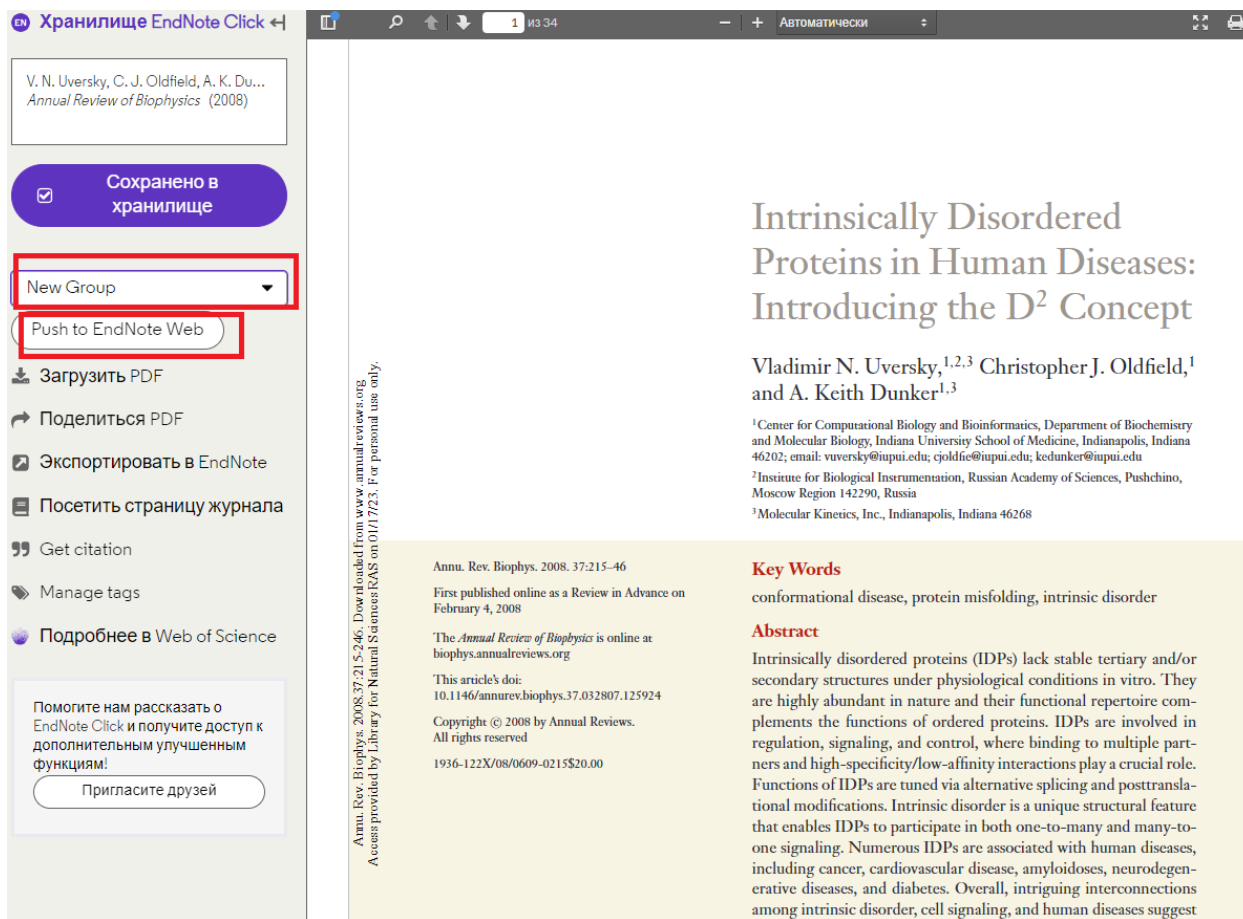 EN Хранилище EndNote Click
V. N. Uversky, C. J. Oldfield, A. K. Du...
Annual Review of Biophysics (2008)
Сохранено в
хранилище
New Group
Push to EndNote Web
Загрузить PDF
Поделиться PDF
Экспортировать в EndNote
Посетить страницу журнала
Get citation
Manage tags
Подробнее в Web of Science
Помогите нам рассказать о
EndNote Click и получите доступ к
дополнительным улучшенным
функциям!
Пригласите друзей
1 из 34
Автоматически
Annu. Rev. Biophys. 2008.37:215-246. Downloaded from www.annualreviews.org
Access provided by Library for Natural Sciences RAS on 01/17/23. For personal use only.
Intrinsically Disordered
Proteins in Human Diseases:
Introducing the D² Concept
Vladimir N. Uversky,1,2,3 Christopher J. Oldfield,1
and A. Keith Dunker1,3
1Center for Computational Biology and Bioinformatics, Department of Biochemistry
and Molecular Biology, Indiana University School of Medicine, Indianapolis, Indiana
46202; email: vuversky@iupui.edu; cjoldfie@iupui.edu; kedunker@iupui.edu
2Institute for Biological Instrumentation, Russian Academy of Sciences, Pushchino,
Moscow Region 142290, Russia
3Molecular Kinetics, Inc., Indianapolis, Indiana 46268
Annu. Rev. Biophys. 2008. 37:215–46
First published online as a Review in Advance on
February 4, 2008
The Annual Review of Biophysics is online at
biophys.annualreviews.org
This article's doi:
10.1146/annurev.biophys.37.032807.125924
Copyright © 2008 by Annual Reviews.
All rights reserved
1936-122X/08/0609-0215$20.00
Key Words
conformational disease, protein misfolding, intrinsic disorder
Abstract
Intrinsically disordered proteins (IDPs) lack stable tertiary and/or
secondary structures under physiological conditions in vitro. They
are highly abundant in nature and their functional repertoire com-
plements the functions of ordered proteins. IDPs are involved in
regulation, signaling, and control, where binding to multiple part-
ners and high-specificity/low-affinity interactions play a crucial role.
Functions of IDPs are tuned via alternative splicing and posttransla-
tional modifications. Intrinsic disorder is a unique structural feature
that enables IDPs to participate in both one-to-many and many-to-
one signaling. Numerous IDPs are associated with human diseases,
including cancer, cardiovascular disease, amyloidoses, neurodegen-
erative diseases, and diabetes. Overall, intriguing interconnections
among intrinsic disorder, cell signaling, and human diseases suggest